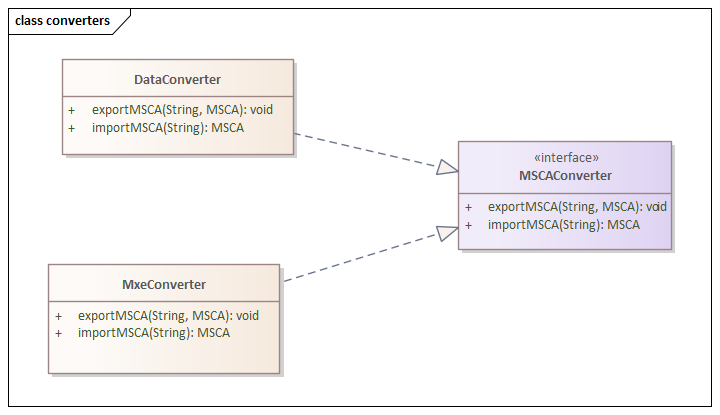 class converters
DataConverter
+ exportMSCA(String, MSCA): void
+ importMSCA(String): MSCA
«interface»
MSCAConverter
+ exportMSCA(String, MSCA): void
+ importMSCA(String): MSCA
MxeConverter
+ exportMSCA(String, MSCA): void
+ importMSCA(String): MSCA